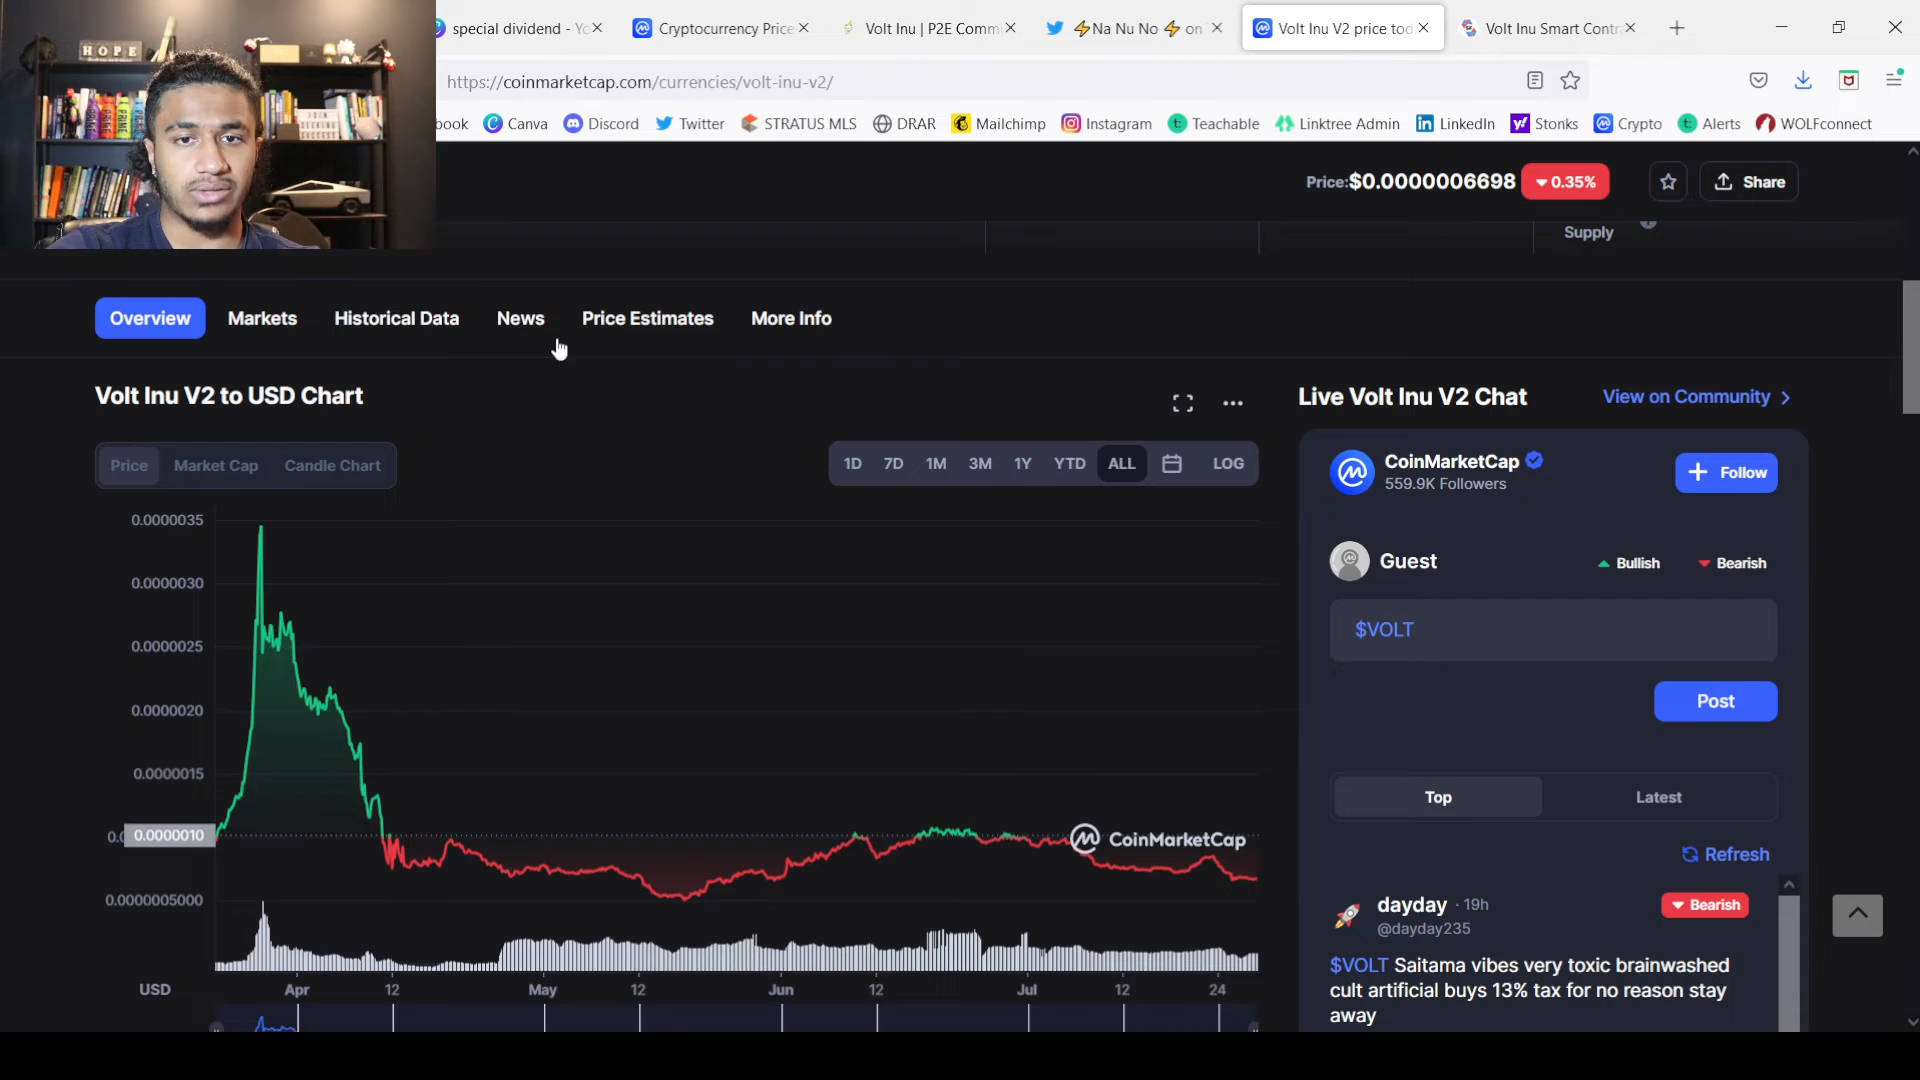 HOPE
special dividend - Yo
Cryptocurrency Price
Volt Inu | P2E Comm
⚡Na Nu No ⚡ on
Volt Inu V2 price tod
Volt Inu Smart Contr
https://coinmarketcap.com/currencies/volt-inu-v2/
book Canva Discord Twitter STRATUS MLS DRAR Mailchimp Instagram Teachable Linktree Admin LinkedIn Stonks Crypto Alerts WOLFconnect
Price:$0.0000006698 0.35% Share
Supply
Overview Markets Historical Data News Price Estimates More Info
Volt Inu V2 to USD Chart
Price Market Cap Candle Chart
1D 7D 1M 3M 1Y YTD ALL LOG
0.0000035
0.0000030
0.0000025
0.0000020
0.0000015
0.0000010
0.0000005000
CoinMarketCap
USD Apr 12 May 12 Jun 12 Jul 12 24
Live Volt Inu V2 Chat
View on Community
CoinMarketCap
559.9K Followers
+ Follow
Guest
Bullish Bearish
$VOLT
Post
Top Latest
Refresh
dayday · 19h
@dayday235
Bearish
$VOLT Saitama vibes very toxic brainwashed
cult artificial buys 13% tax for no reason stay
away